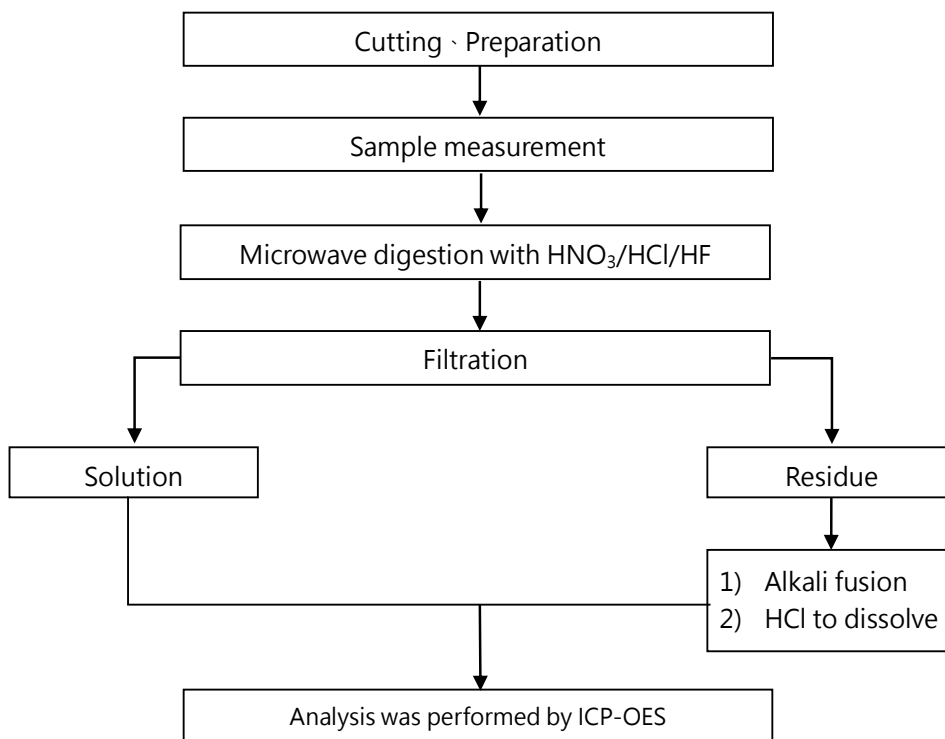 Cutting、Preparation
Sample measurement
Microwave digestion with HNO₃/HCl/HF
Filtration
Solution
Residue
1) Alkali fusion
2) HCl to dissolve
Analysis was performed by ICP-OES